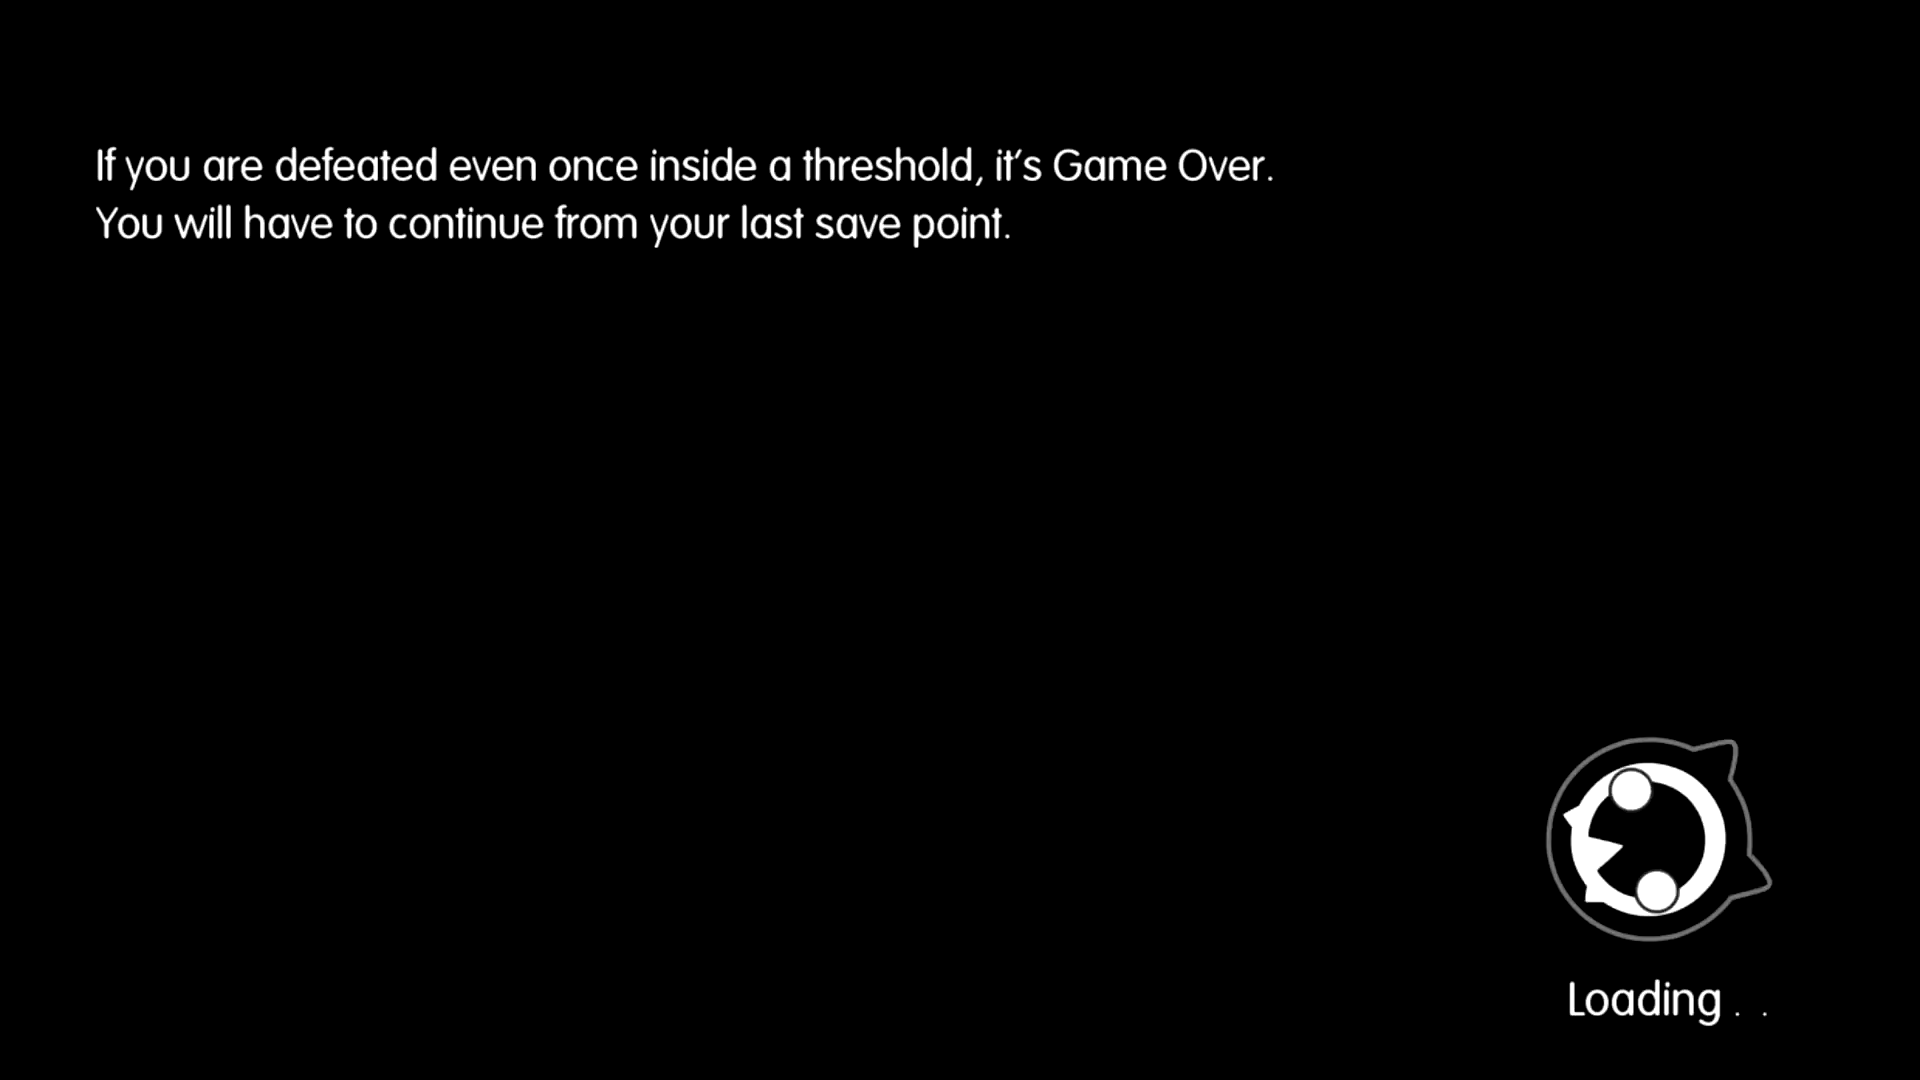 If you are defeated even once inside a threshold, it's Game Over.
You will have to continue from your last save point.
Loading . .